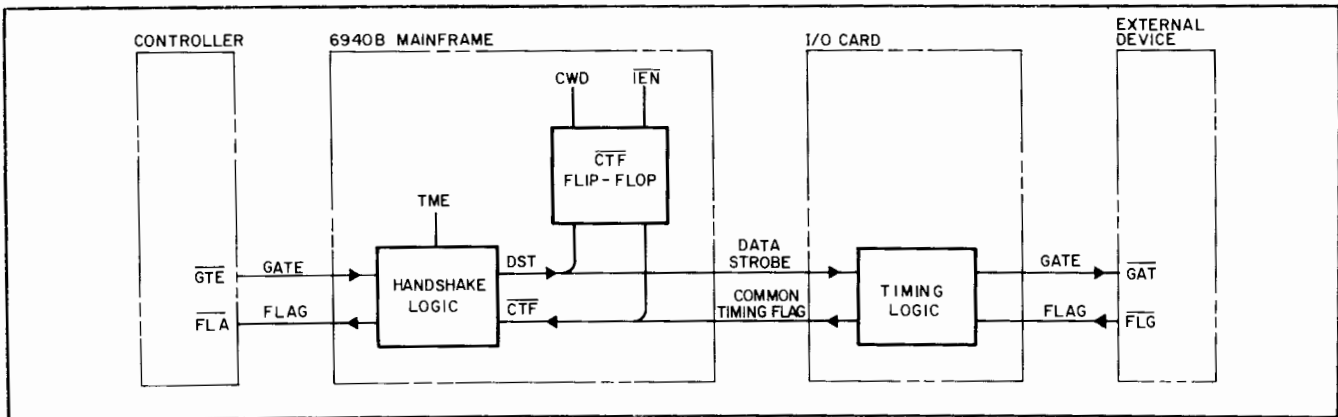 CONTROLLER
6940B MAINFRAME
I/O CARD
EXTERNAL
DEVICE
CWD
IEN
CTF
FLIP-FLOP
TME
GTE
GATE
HANDSHAKE
LOGIC
DST
DATA
STROBE
TIMING
LOGIC
GATE
GAT
FLA
FLAG
CTF
COMMON
TIMING FLAG
FLAG
FLG